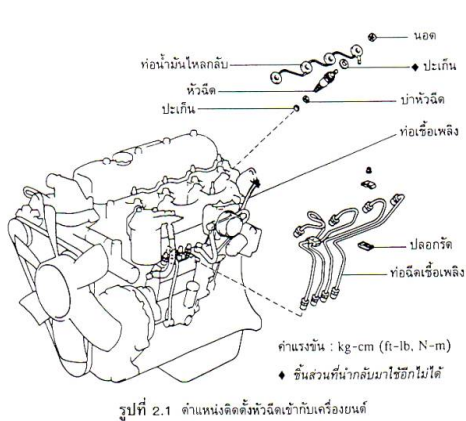 นอต
ท่อน้ำมันไหลกลับ
♦ ปะเก็น
หัวฉีด
ปะเก็น
บ่าหัวฉีด
ท่อเชื้อเพลิง
ปลอกรัด
ท่อฉีดเชื้อเพลิง
ค่าแรงขัน : kg-cm (ft-lb, N-m)
♦ ชิ้นส่วนที่นำกลับมาใช้อีกไม่ได้
รูปที่ 2.1 ตำแหน่งติดตั้งหัวฉีดเข้ากับเครื่องยนต์